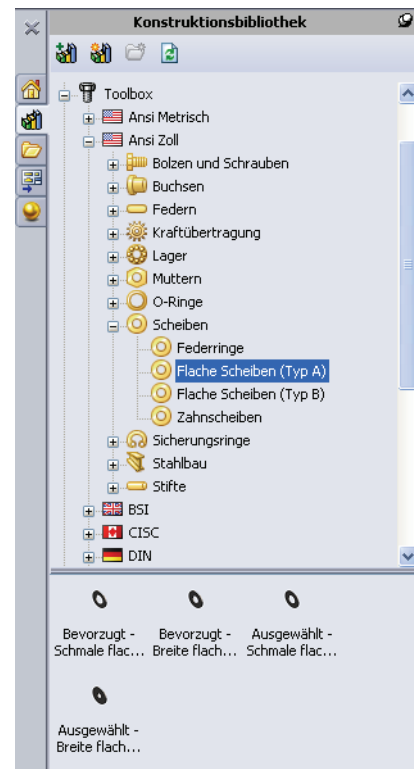 Konstruktionsbibliothek
Toolbox
Ansi Metrisch
Ansi Zoll
Bolzen und Schrauben
Buchsen
Federn
Kraftübertragung
Lager
Muttern
O-Ringe
Scheiben
Federringe
Flache Scheiben (Typ A)
Flache Scheiben (Typ B)
Zahnscheiben
Sicherungsringe
Stahlbau
Stifte
BSI
CISC
DIN
Bevorzugt - Bevorzugt - Ausgewählt -
Schmale flac... Breite flach... Schmale flac...
Ausgewählt -
Breite flach...